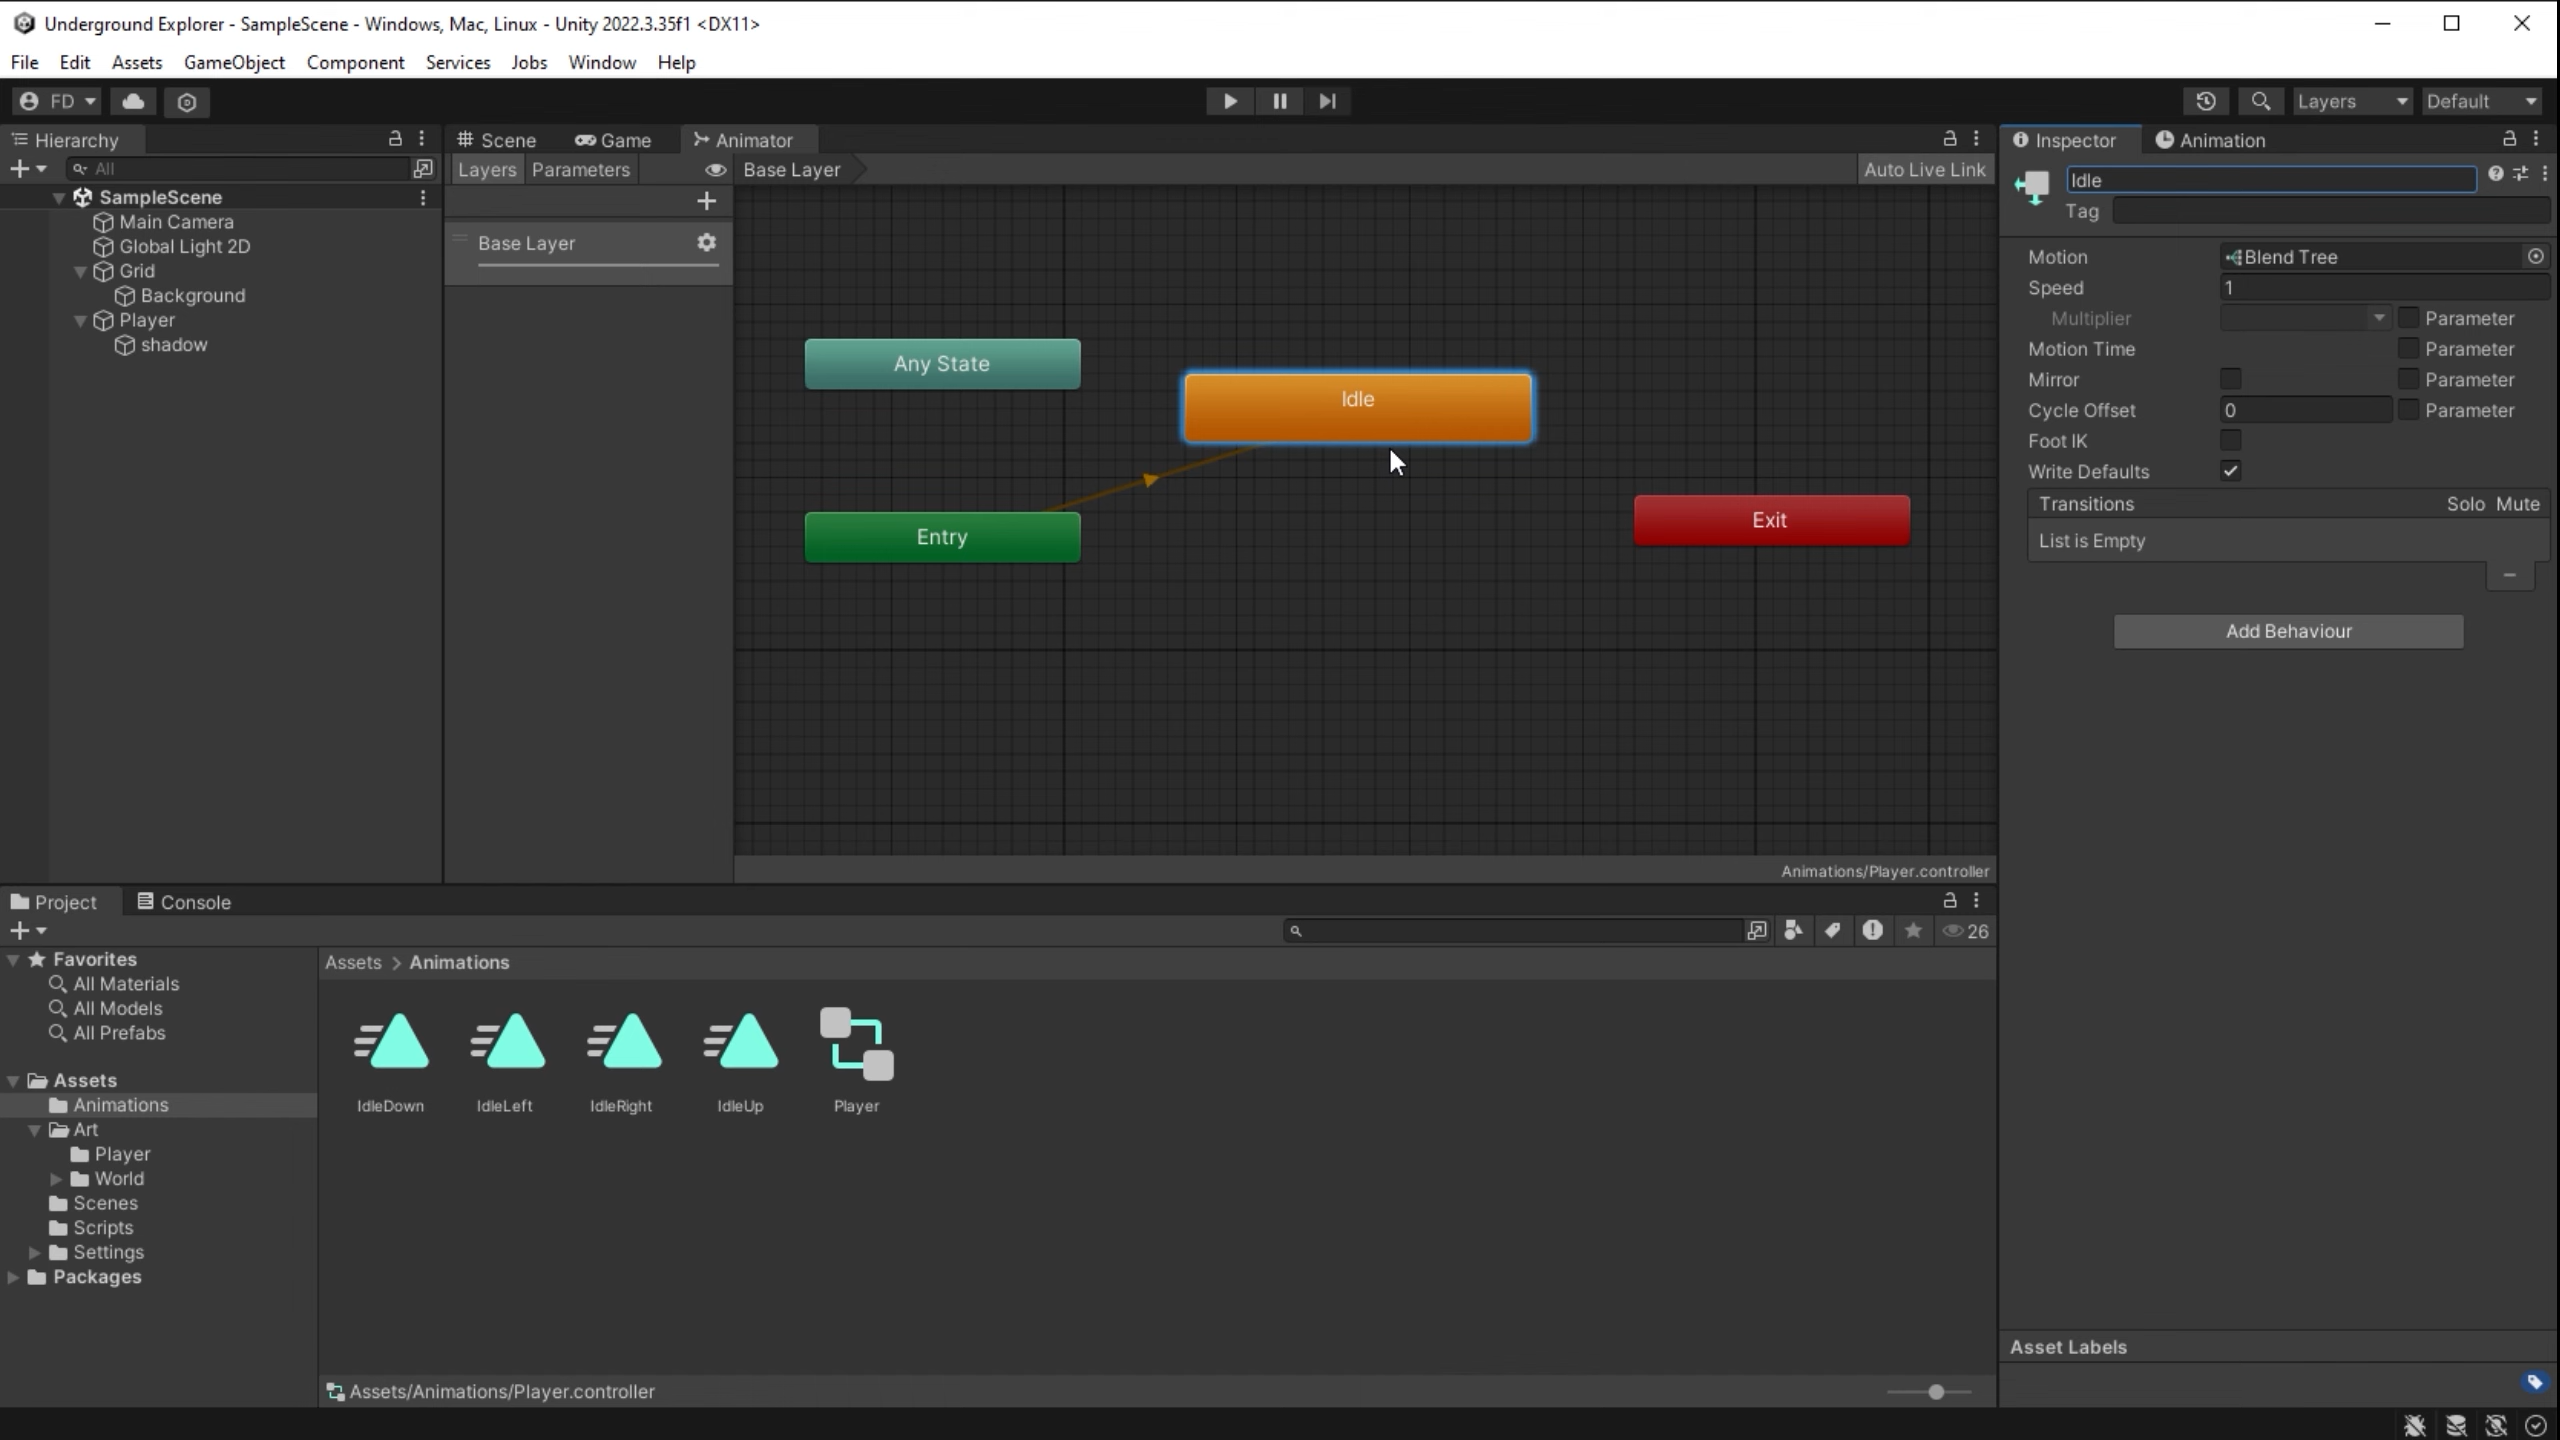 Underground Explorer - SampleScene - Windows, Mac, Linux - Unity 2022.3.35f1 <DX11>
File Edit Assets GameObject Component Services Jobs Window Help
FD
Layers Default
Hierarchy
All
SampleScene
Main Camera
Global Light 2D
Grid
Background
Player
shadow
Scene Game Animator
Layers Parameters Base Layer Auto Live Link
Base Layer
Any State
Idle
Entry
Exit
Animations/Player.controller
Inspector Animation
Idle
Tag
Motion Blend Tree
Speed 1
Multiplier Parameter
Motion Time Parameter
Mirror Parameter
Cycle Offset 0 Parameter
Foot IK
Write Defaults
Transitions Solo Mute
List is Empty
Add Behaviour
Asset Labels
Project Console
26
Favorites
All Materials
All Models
All Prefabs
Assets
Animations
Art
Player
World
Scenes
Scripts
Settings
Packages
Assets > Animations
IdleDown IdleLeft IdleRight IdleUp Player
Assets/Animations/Player.controller